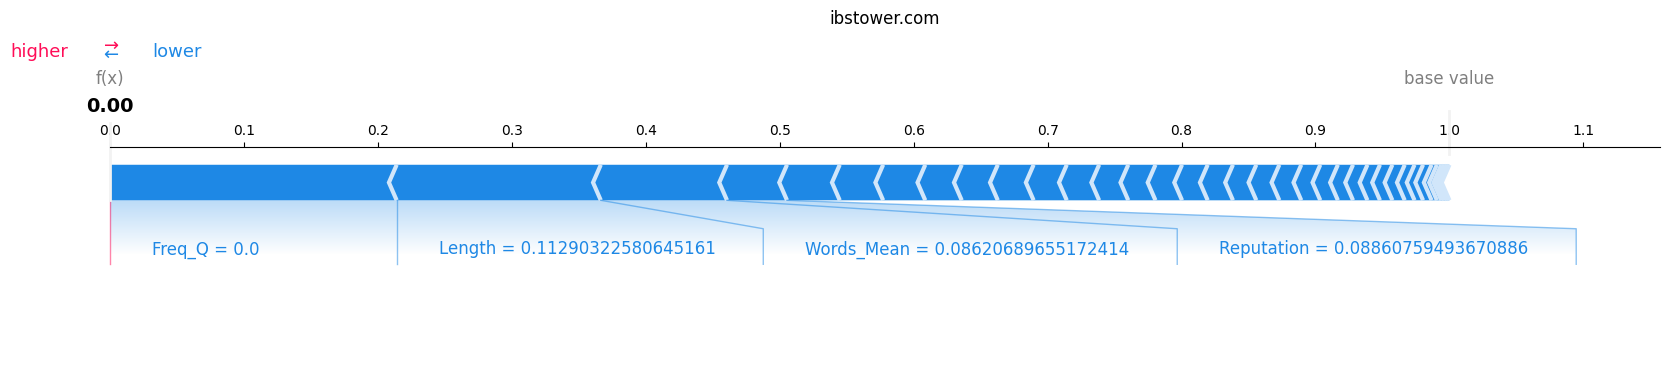 ibstower.com
higher ⇄ lower
f(x)
base value
0.00
0.0 0.1 0.2 0.3 0.4 0.5 0.6 0.7 0.8 0.9 1.0 1.1
Freq_Q = 0.0
Length = 0.11290322580645161
Words_Mean = 0.08620689655172414
Reputation = 0.08860759493670886